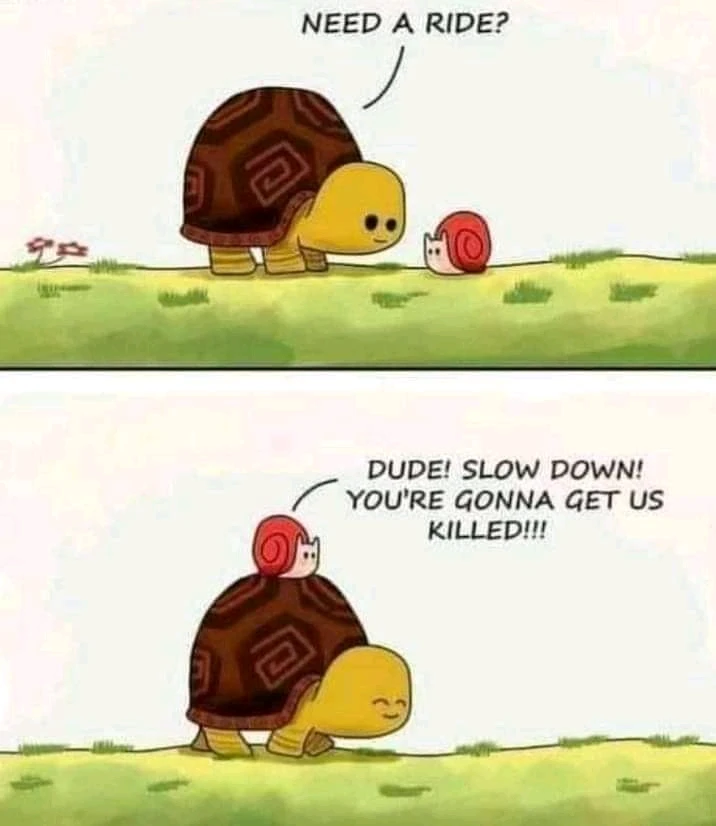 NEED A RIDE?
DUDE! SLOW DOWN!
YOU'RE GONNA GET US
KILLED!!!